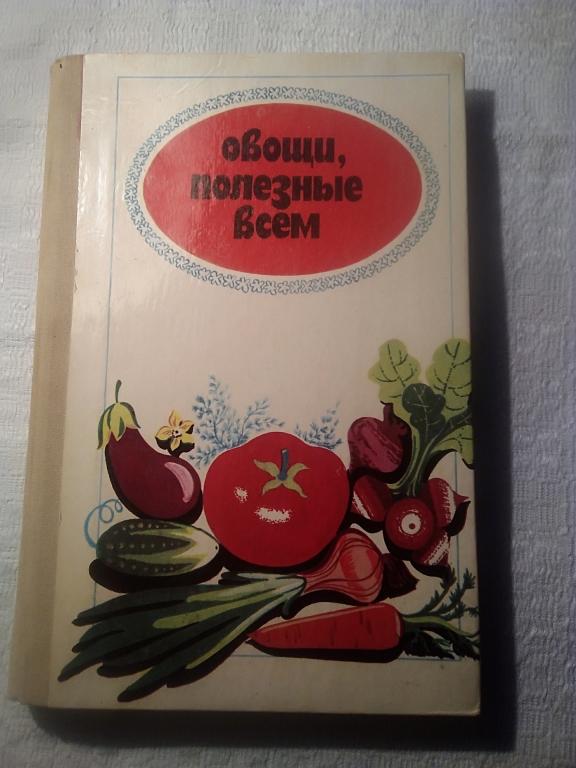 овощи,
полезные
всем